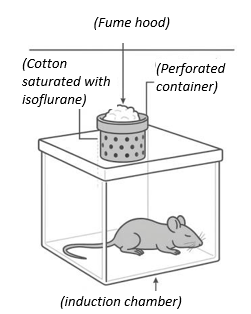 (Fume hood)
(Cotton
saturated with
isoflurane)
(Perforated
container)
(induction chamber)